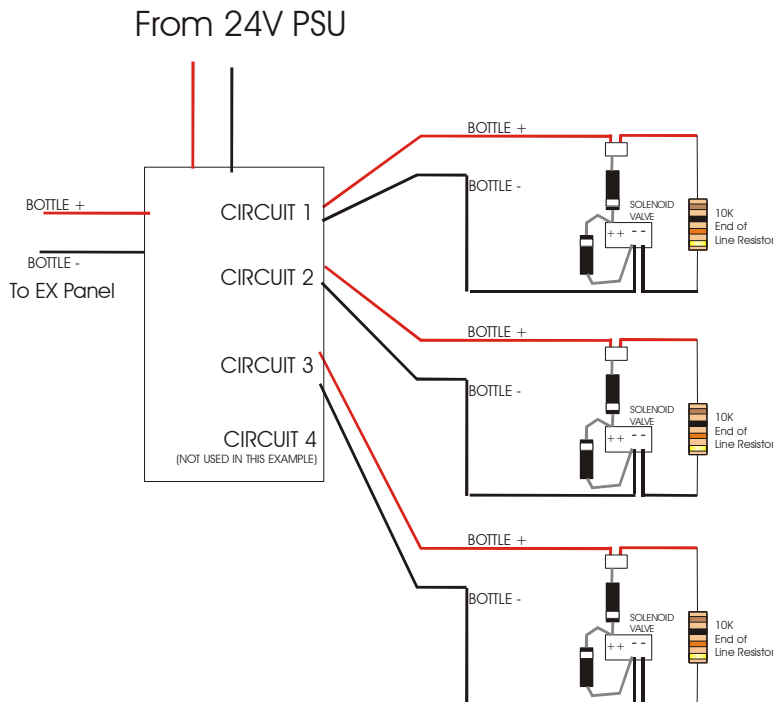 From 24V PSU
BOTTLE +
BOTTLE -
To EX Panel
CIRCUIT 1
CIRCUIT 2
CIRCUIT 3
CIRCUIT 4
(NOT USED IN THIS EXAMPLE)
BOTTLE +
BOTTLE -
SOLENOID
VALVE
++ --
10K
End of
Line Resistor
BOTTLE +
BOTTLE -
SOLENOID
VALVE
++ --
10K
End of
Line Resistor
BOTTLE +
BOTTLE -
SOLENOID
VALVE
++ --
10K
End of
Line Resistor